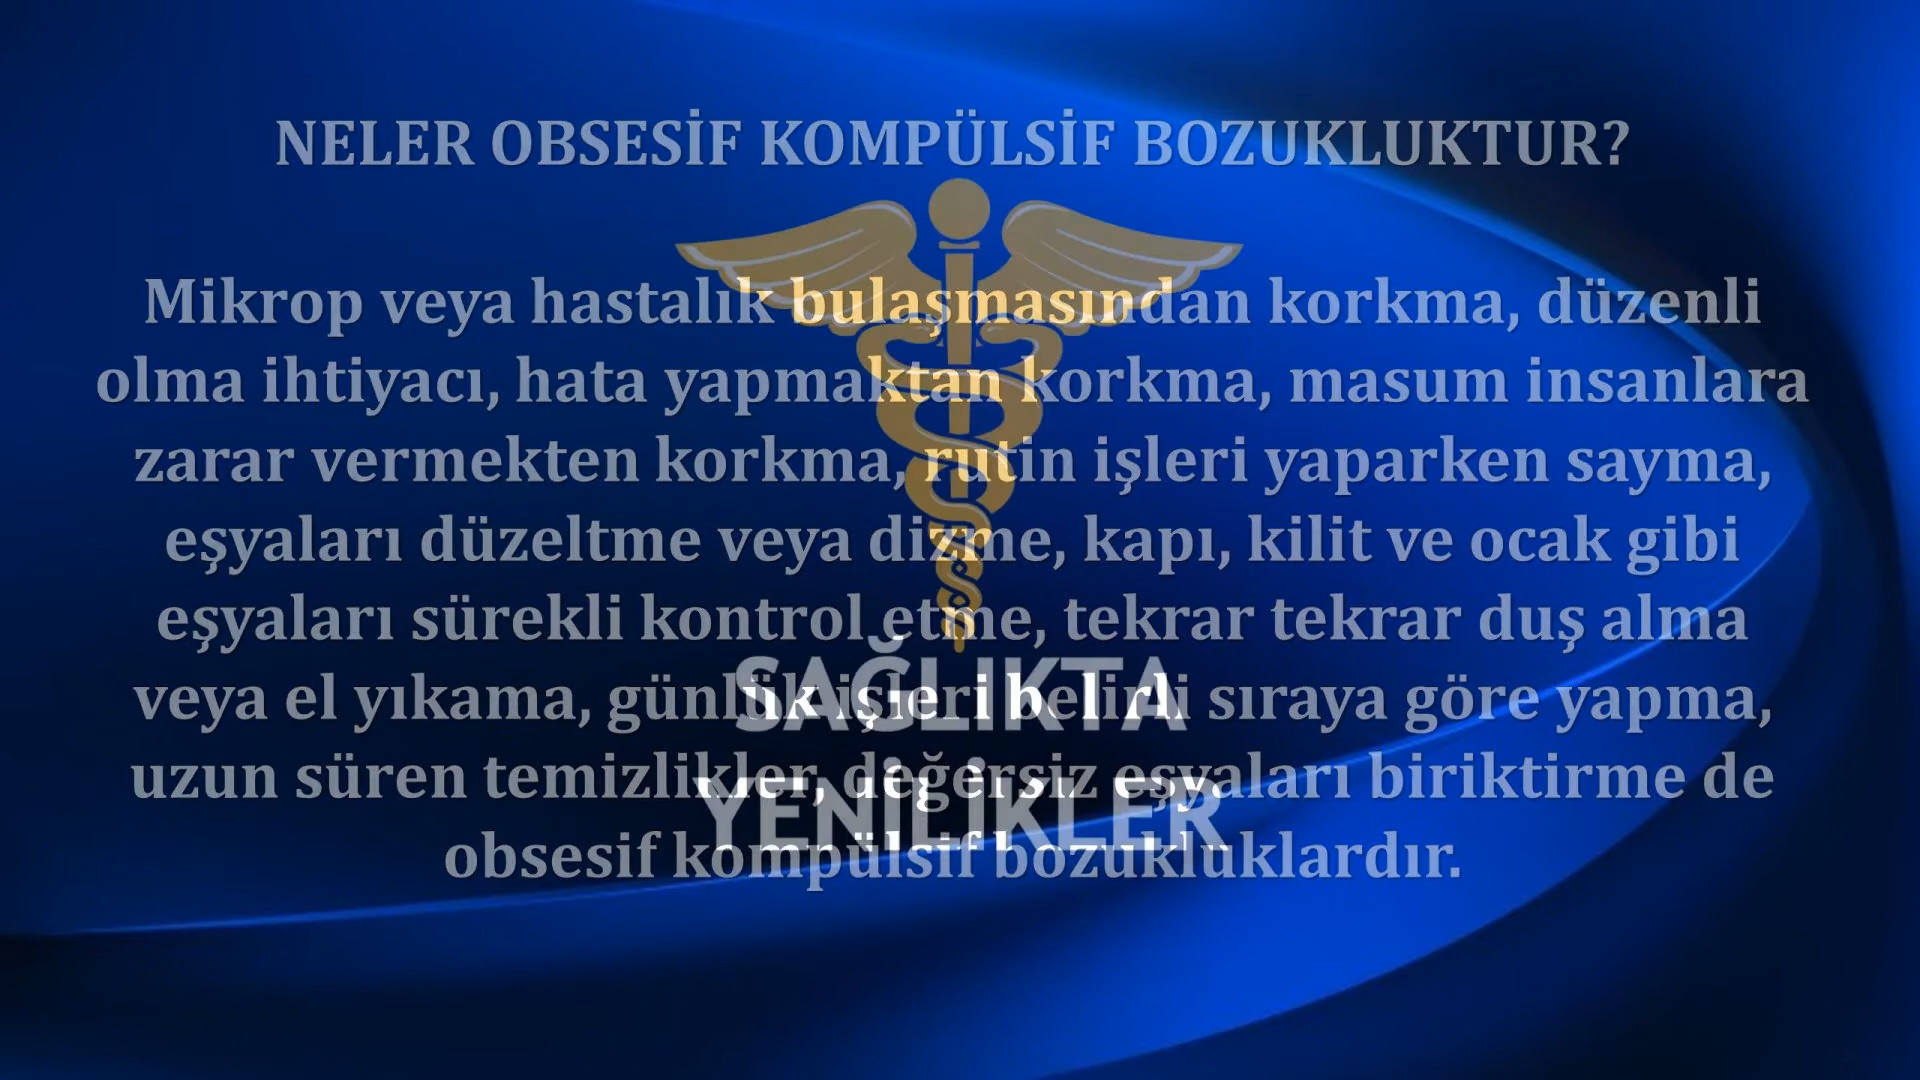 NELER OBSESİF KOMPÜLSİF BOZUKLUKTUR?
Mikrop veya hastalık bulaşmasından korkma, düzenli
olma ihtiyacı, hata yapmaktan korkma, masum insanlara
zarar vermekten korkma, rutin işleri yaparken sayma,
eşyaları düzeltme veya dizme, kapı, kilit ve ocak gibi
eşyaları sürekli kontrol etme, tekrar tekrar duş alma
veya el yıkama, günlük işleri belirli sıraya göre yapma,
uzun süren temizlikler, değersiz eşyaları biriktirme de
obsesif kompülsif bozukluklardır.
SAĞLIKTA
YENİLİKLER